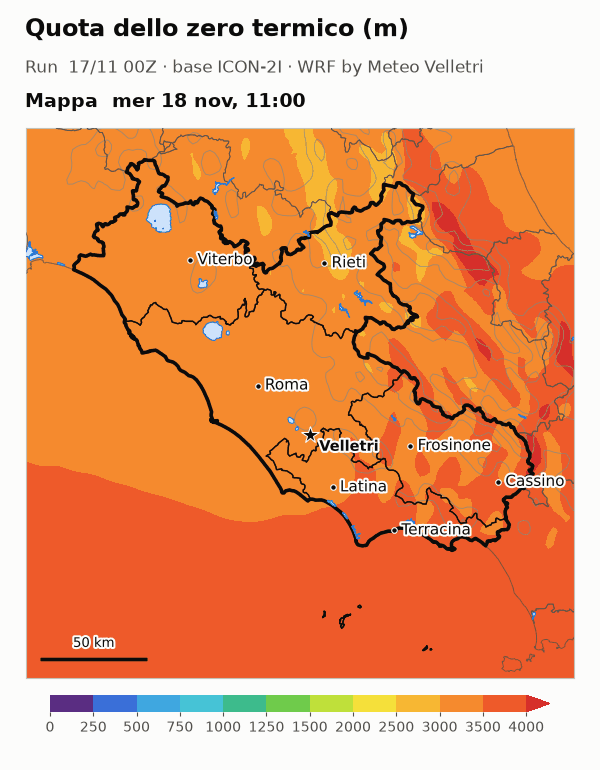 Quota dello zero termico (m)
Run  17/11 00Z · base ICON-2I · WRF by Meteo Velletri
Mappa  mer 18 nov, 11:00
Viterbo
Rieti
Roma
Velletri
Frosinone
Cassino
Latina
Terracina
50 km
0 250 500 750 1000 1250 1500 2000 2500 3000 3500 4000